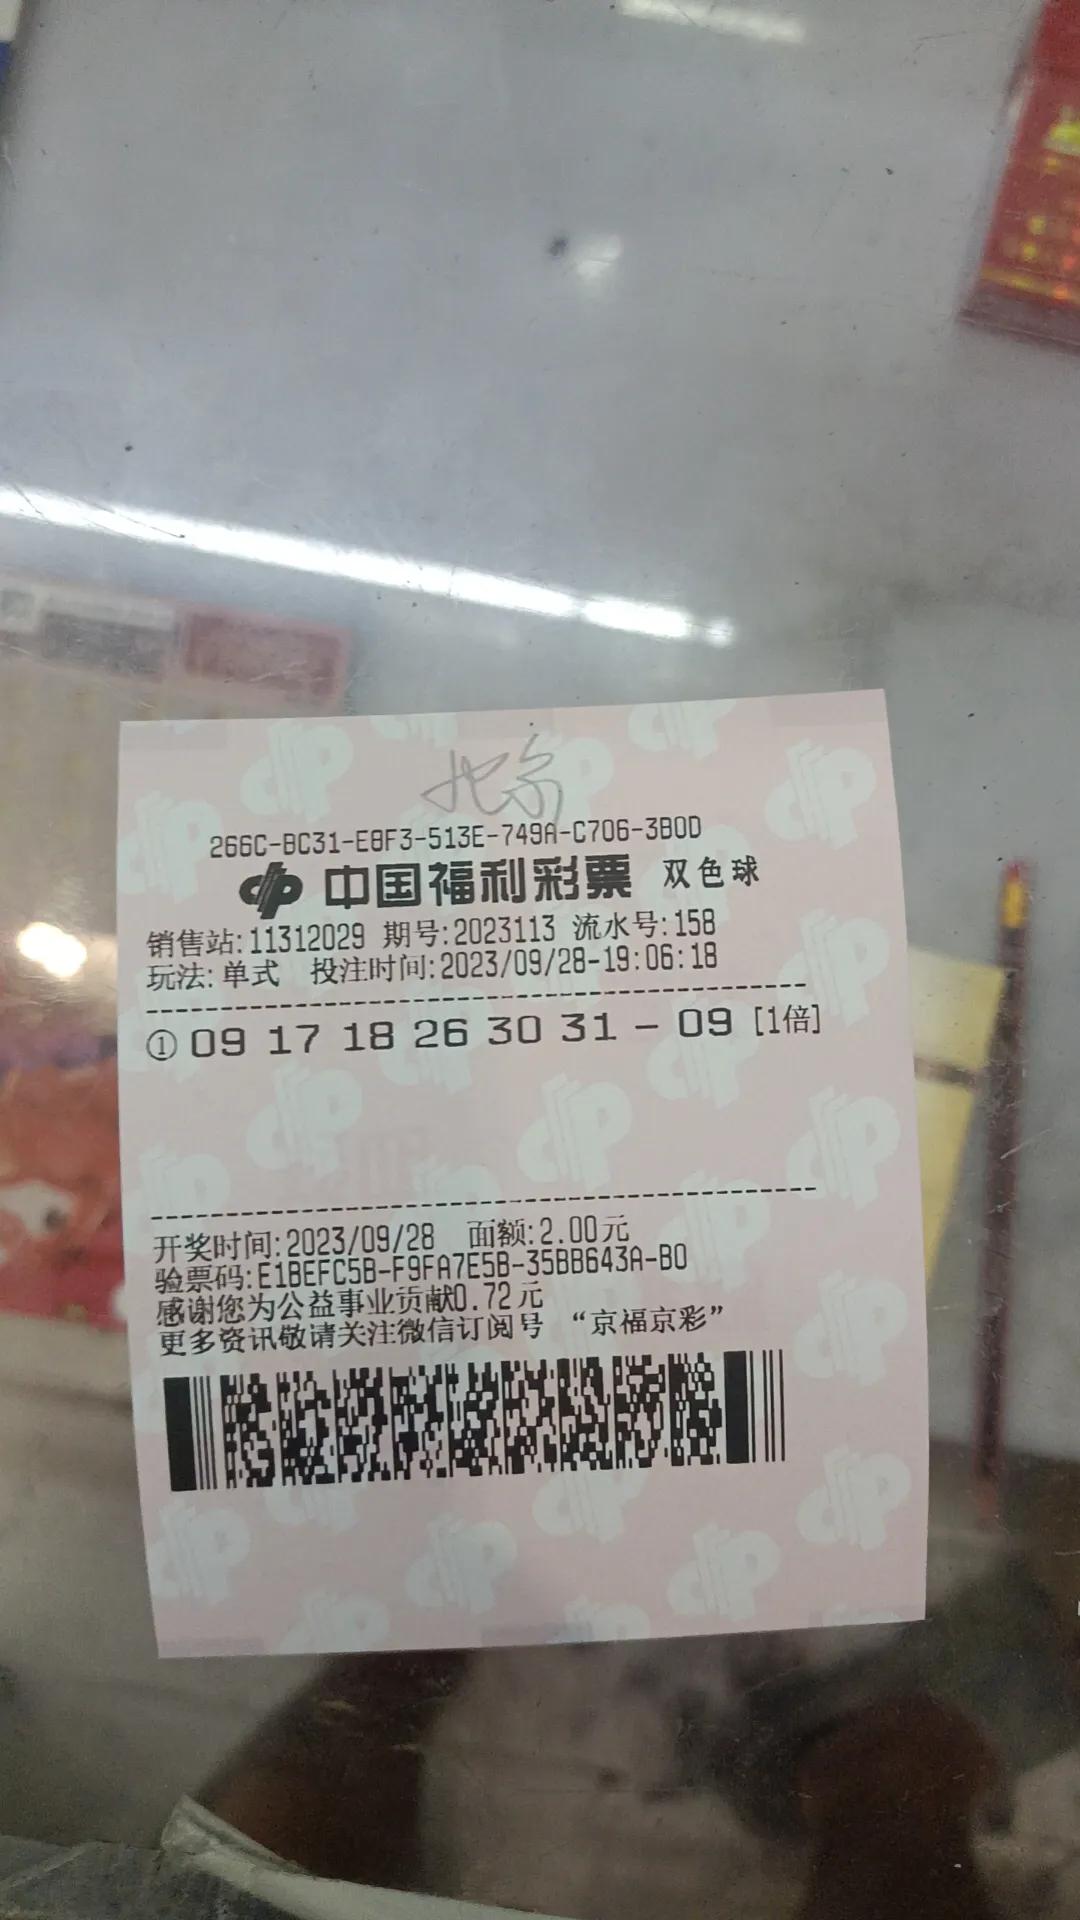 北京
266C-BC31-E8F3-513E-749A-C706-3B0D
中国福利彩票 双色球
销售站:11312029 期号:2023113 流水号:158
玩法:单式 投注时间:2023/09/28-19:06:18
① 09 17 18 26 30 31 - 09 [1倍]
开奖时间:2023/09/28 面额:2.00元
验票码:E1BEFC5B-F9FA7E5B-35BB643A-B0
感谢您为公益事业贡献0.72元
更多资讯敬请关注微信订阅号 “京福京彩”